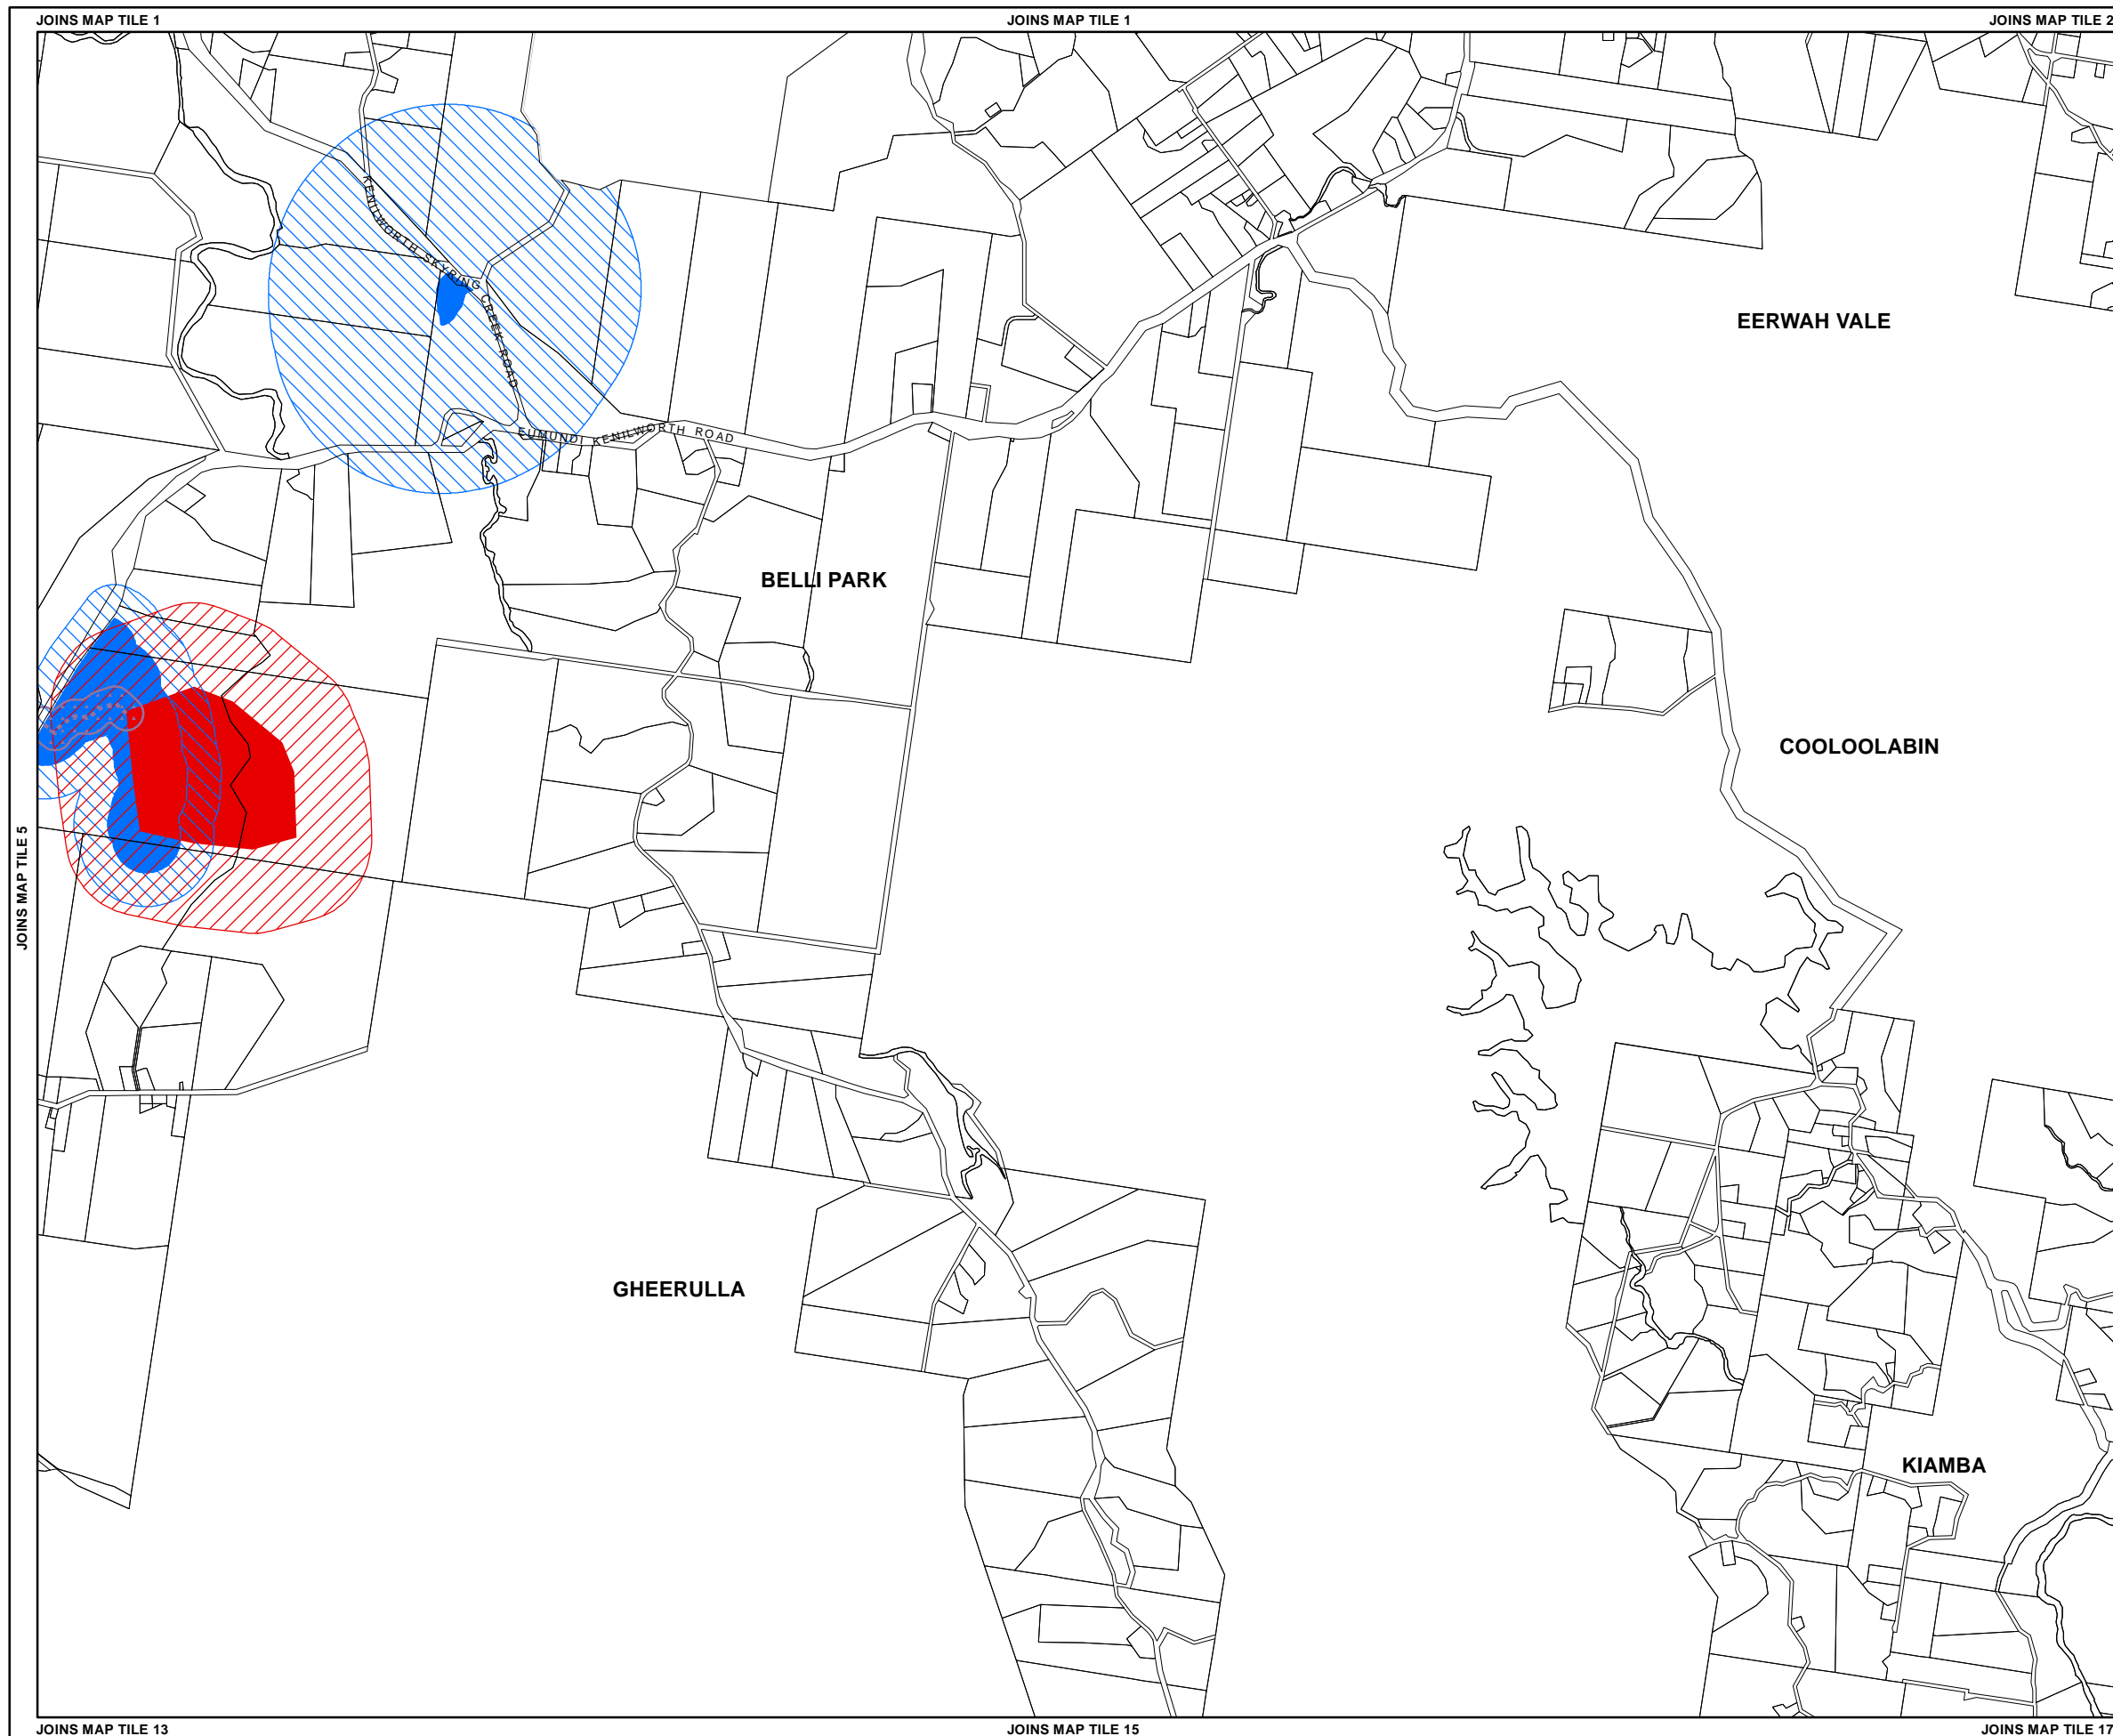 JOINS MAP TILE 1
JOINS MAP TILE 1
JOINS MAP TILE 2
KENILWORTH SKYRING CREEK ROAD
EERWAH VALE
EUMUNDI KENILWORTH ROAD
BELLI PARK
COOLOOLABIN
JOINS MAP TILE 5
GHEERULLA
KIAMBA
JOINS MAP TILE 13
JOINS MAP TILE 15
JOINS MAP TILE 17